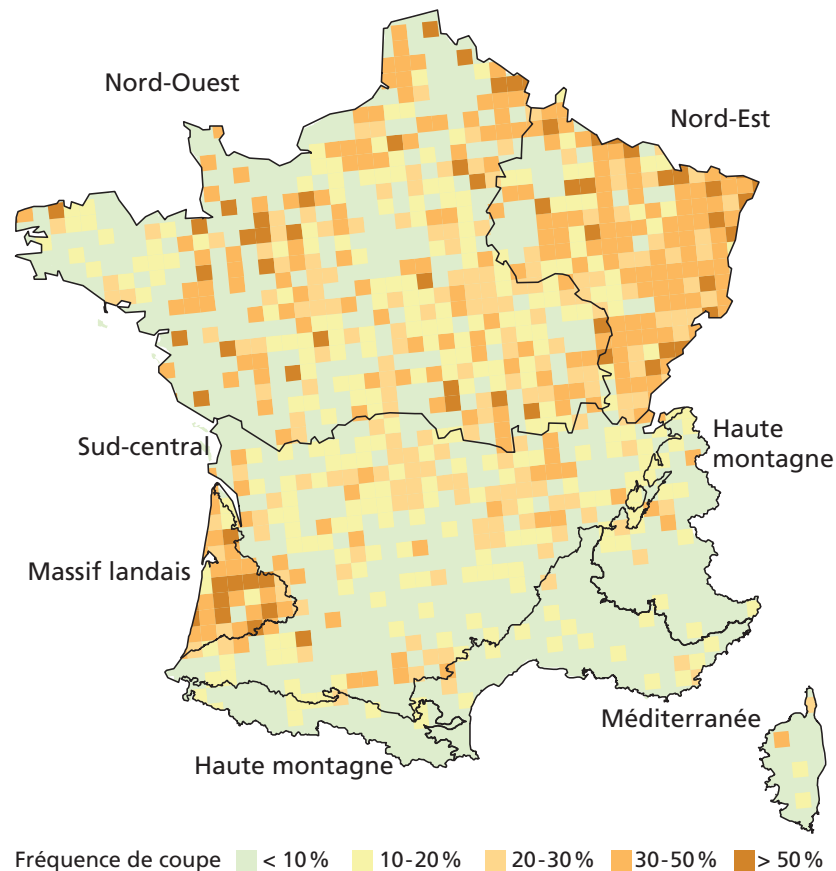 Nord-Ouest
Nord-Est
Sud-central
Haute
montagne
Massif landais
Méditerranée
Haute montagne
Fréquence de coupe < 10 % 10-20 % 20-30 % 30-50 % > 50 %